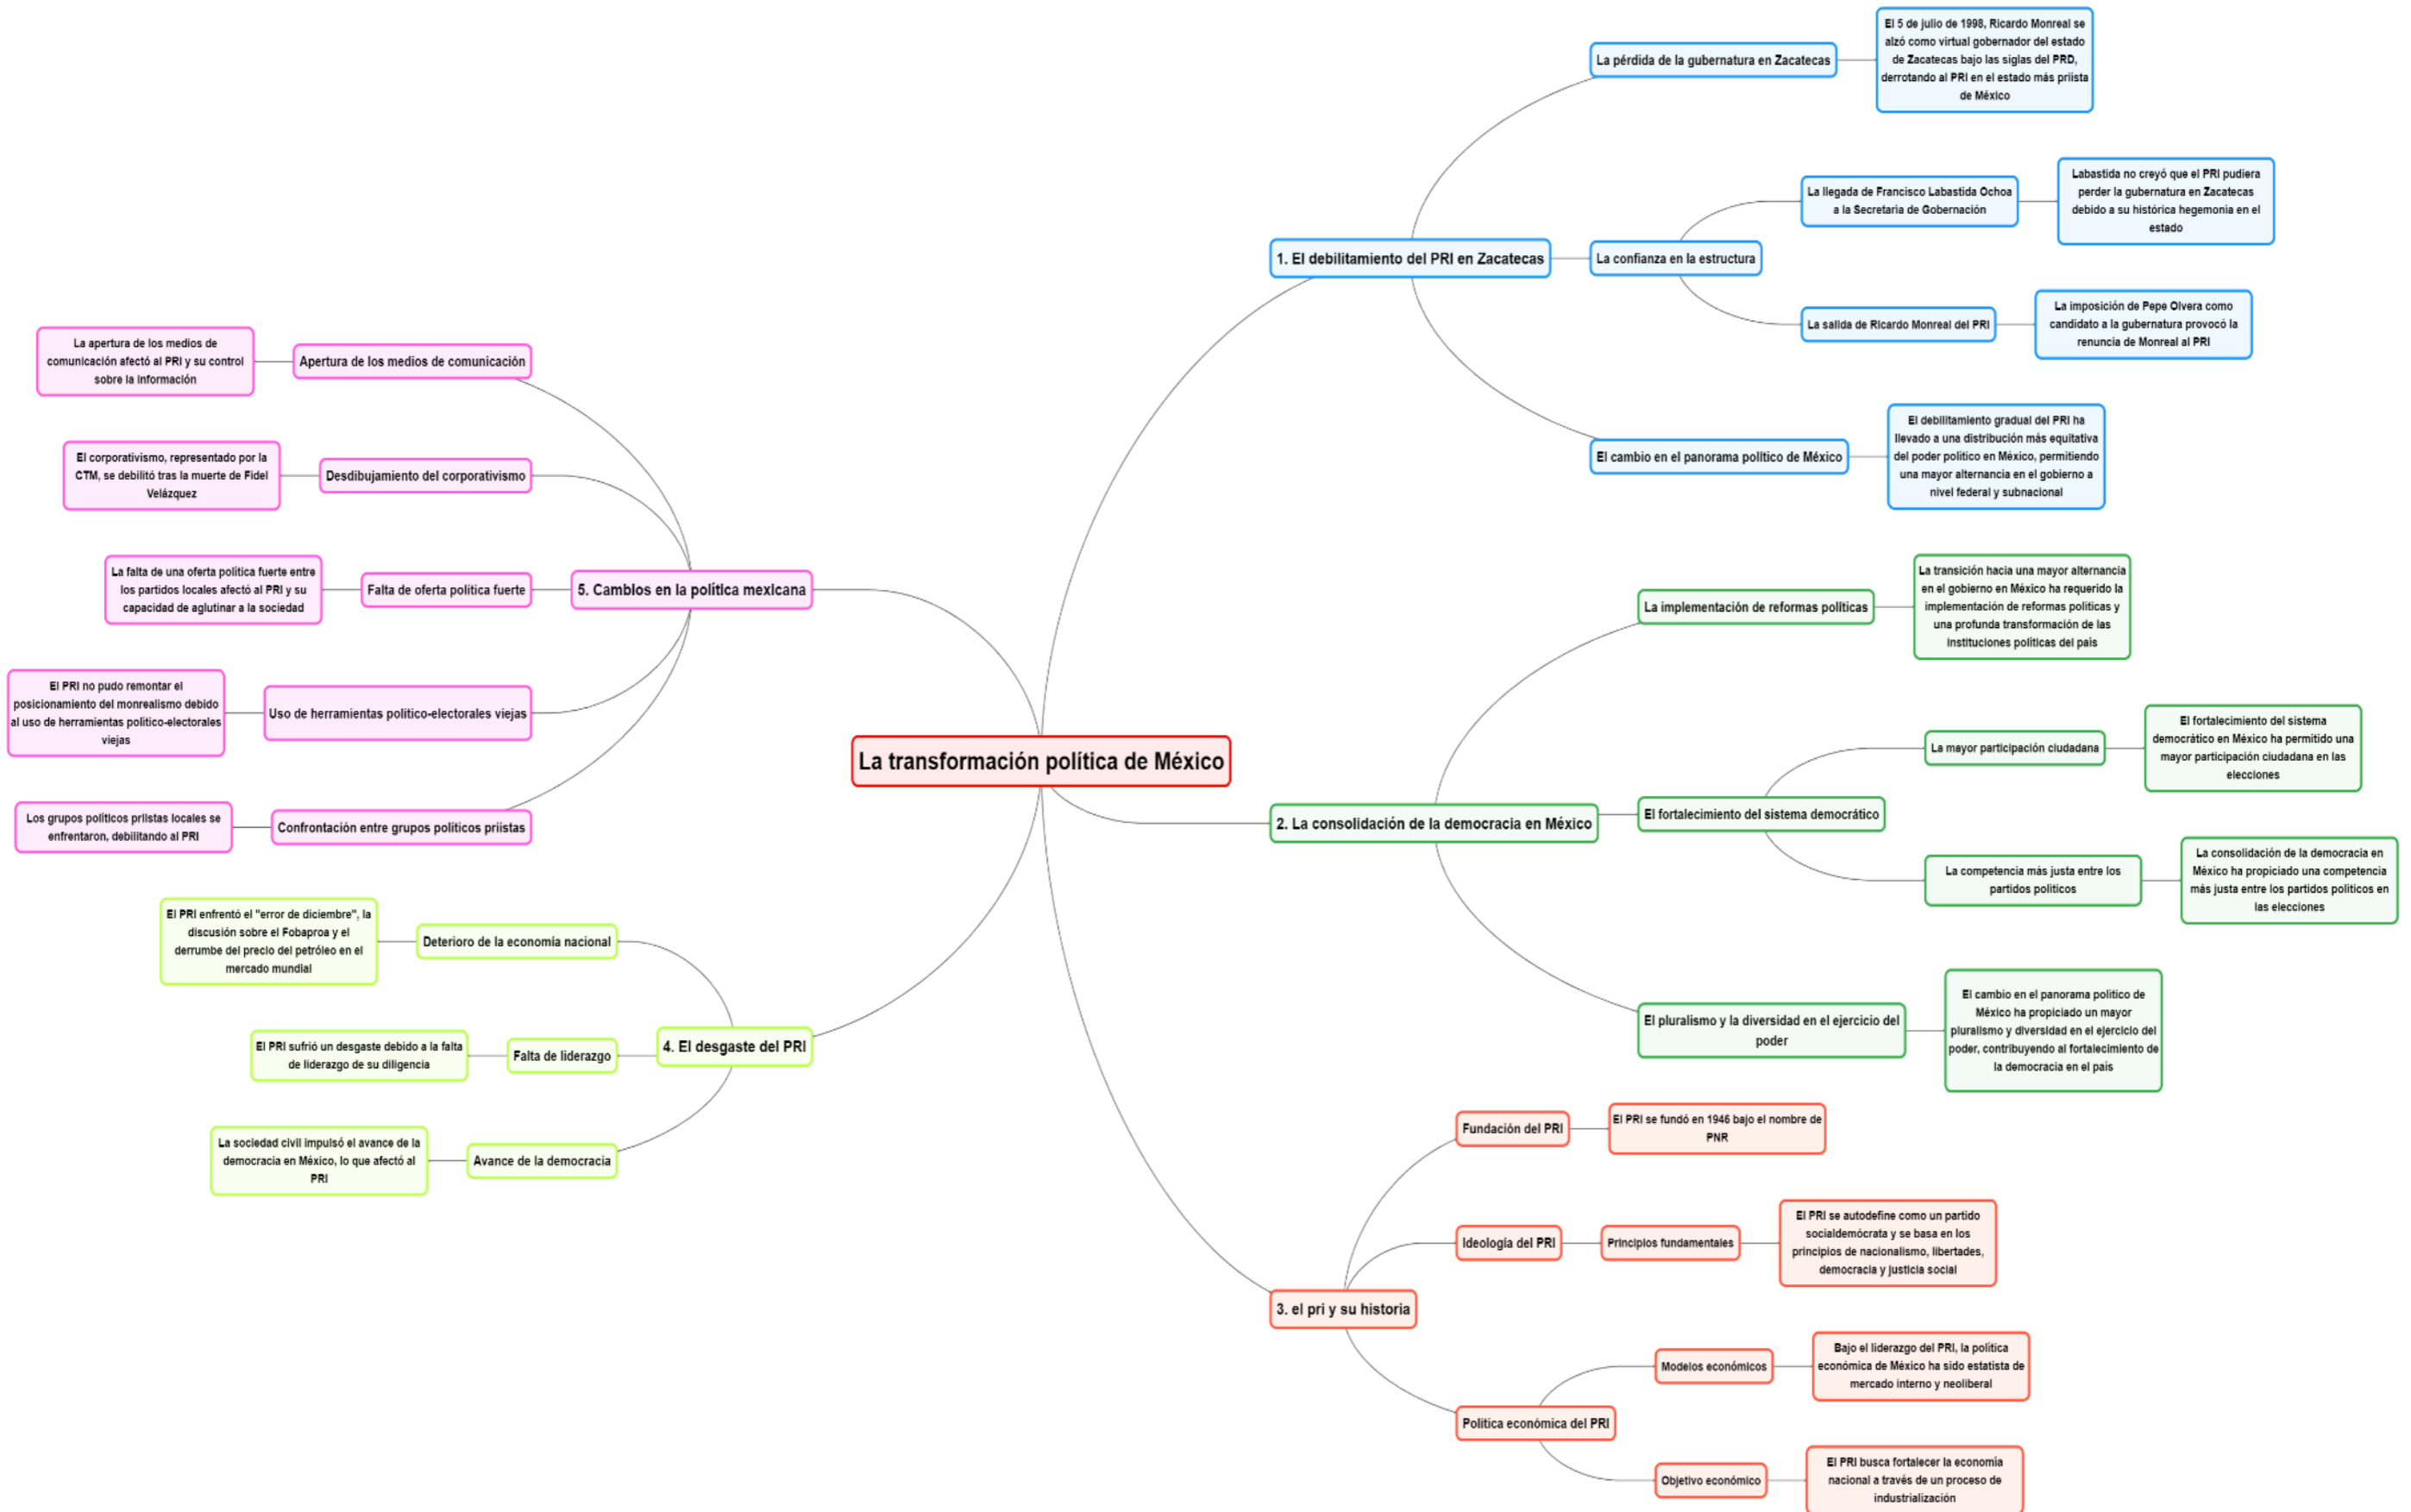 La transformación política de México
1. El debilitamiento del PRI en Zacatecas
La pérdida de la gubernatura en Zacatecas
El 5 de julio de 1998, Ricardo Monreal se
alzó como virtual gobernador del estado
de Zacatecas bajo las siglas del PRD,
derrotando al PRI en el estado más priista
de México
La confianza en la estructura
La llegada de Francisco Labastida Ochoa
a la Secretaria de Gobernación
Labastida no creyó que el PRI pudiera
perder la gubernatura en Zacatecas
debido a su histórica hegemonía en el
estado
La salida de Ricardo Monreal del PRI
La imposición de Pepe Olvera como
candidato a la gubernatura provocó la
renuncia de Monreal al PRI
El cambio en el panorama político de México
El debilitamiento gradual del PRI ha
llevado a una distribución más equitativa
del poder político en México, permitiendo
una mayor alternancia en el gobierno a
nivel federal y subnacional
2. La consolidación de la democracia en México
La implementación de reformas políticas
La transición hacia una mayor alternancia
en el gobierno en México ha requerido la
implementación de reformas políticas y
una profunda transformación de las
instituciones políticas del país
El fortalecimiento del sistema democrático
La mayor participación ciudadana
El fortalecimiento del sistema
democrático en México ha permitido una
mayor participación ciudadana en las
elecciones
La competencia más justa entre los
partidos políticos
La consolidación de la democracia en
México ha propiciado una competencia
más justa entre los partidos políticos en
las elecciones
El pluralismo y la diversidad en el ejercicio del
poder
El cambio en el panorama político de
México ha propiciado un mayor
pluralismo y diversidad en el ejercicio del
poder, contribuyendo al fortalecimiento de
la democracia en el país
3. el pri y su historia
Fundación del PRI
El PRI se fundó en 1946 bajo el nombre de
PNR
Ideología del PRI
Principios fundamentales
El PRI se autodefine como un partido
socialdemócrata y se basa en los
principios de nacionalismo, libertades,
democracia y justicia social
Política económica del PRI
Modelos económicos
Bajo el liderazgo del PRI, la política
económica de México ha sido estatista de
mercado interno y neoliberal
Objetivo económico
El PRI busca fortalecer la economía
nacional a través de un proceso de
industrialización
4. El desgaste del PRI
Deterioro de la economía nacional
El PRI enfrentó el "error de diciembre", la
discusión sobre el Fobaproa y el
derrumbe del precio del petróleo en el
mercado mundial
Falta de liderazgo
El PRI sufrió un desgaste debido a la falta
de liderazgo de su diligencia
Avance de la democracia
La sociedad civil impulsó el avance de la
democracia en México, lo que afectó al
PRI
5. Cambios en la política mexicana
Apertura de los medios de comunicación
La apertura de los medios de
comunicación afectó al PRI y su control
sobre la información
Desdibujamiento del corporativismo
El corporativismo, representado por la
CTM, se debilitó tras la muerte de Fidel
Velázquez
Falta de oferta política fuerte
La falta de una oferta política fuerte entre
los partidos locales afectó al PRI y su
capacidad de aglutinar a la sociedad
Uso de herramientas político-electorales viejas
El PRI no pudo remontar el
posicionamiento del monrealismo debido
al uso de herramientas político-electorales
viejas
Confrontación entre grupos políticos priistas
Los grupos políticos priistas locales se
enfrentaron, debilitando al PRI